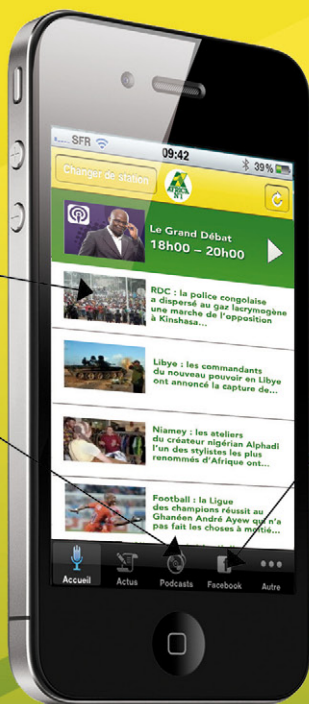 SFR
09:42
39%
Changer de station
AFRICA
N°1
Le Grand Débat
18h00 – 20h00
RDC : la police congolaise
a dispersé au gaz lacrymogène
une marche de l'opposition
à Kinshasa...
Libye : les commandants
du nouveau pouvoir en Libye
ont annoncé la capture de...
Niamey : les ateliers
du créateur nigérian Alphadi
l'un des stylistes les plus
renommés d'Afrique ont...
Football : la Ligue
des champions réussit au
Ghanéen André Ayew qui n'a
pas fait les choses à moitié...
Accueil
Actus
Podcasts
Facebook
Autre